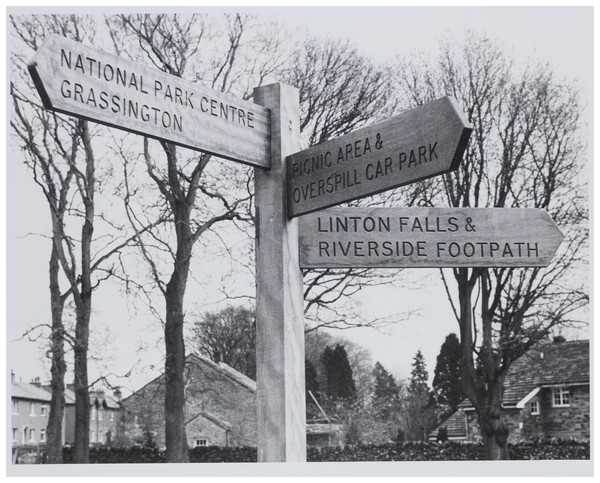 NATIONAL PARK CENTRE
GRASSINGTON
PICNIC AREA &
OVERSPILL CAR PARK
LINTON FALLS &
RIVERSIDE FOOTPATH